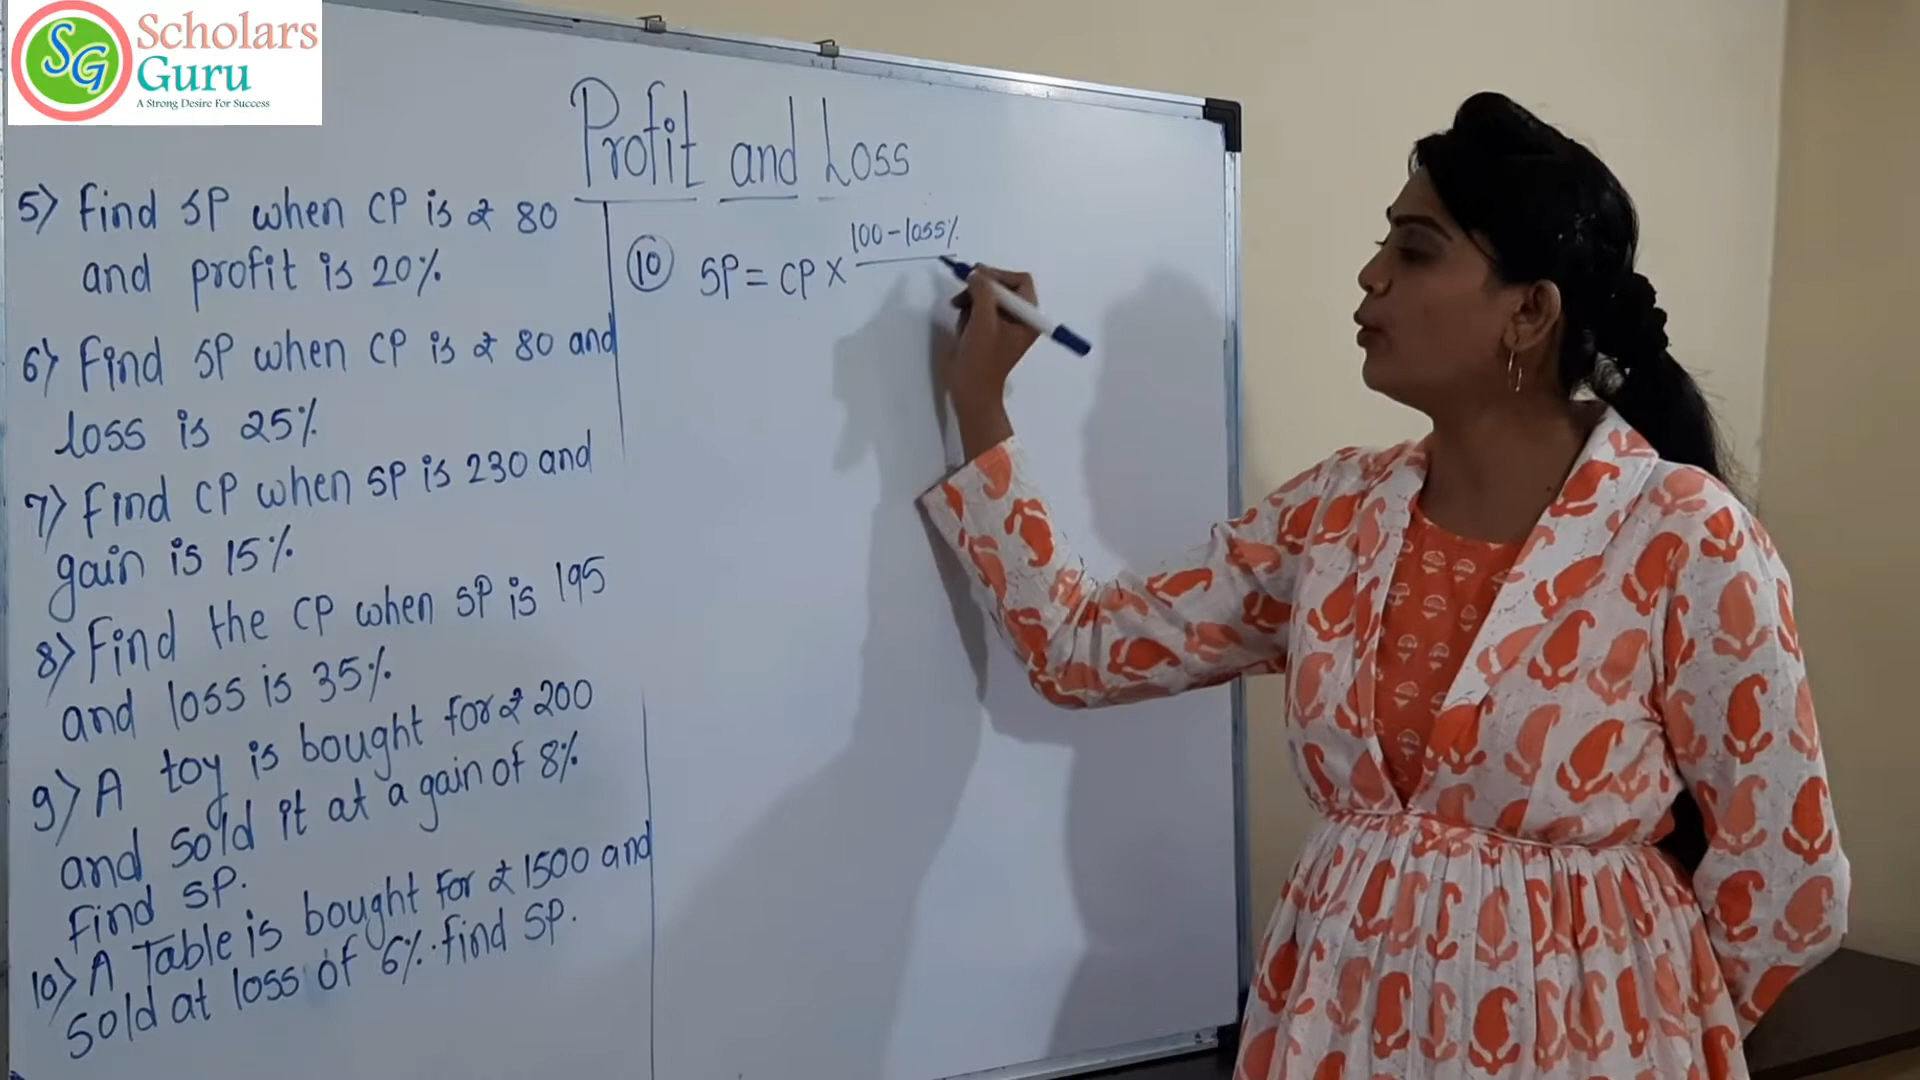 SG
Scholars
Guru
A Strong Desire For Success
Profit and Loss
5) Find SP when CP is ₹ 80
and profit is 20%
6) Find SP when CP is ₹ 80 and
loss is 25%
7) Find CP when SP is 230 and
gain is 15%
8) Find the CP when SP is 195
and loss is 35%
9) A toy is bought for ₹ 200
and sold it at a gain of 8%
Find SP.
10) A Table is bought for ₹ 1500 and
sold at loss of 6%. find SP.
10 SP = CP × 100 - loss%